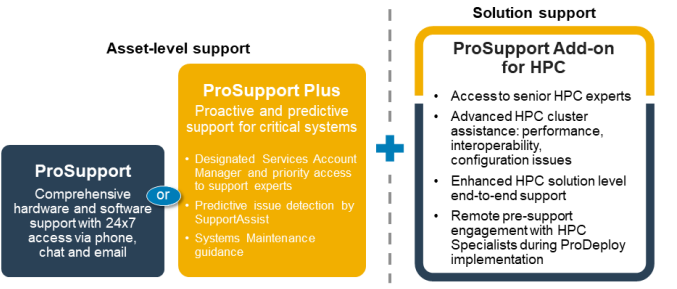 Asset-level support
ProSupport
Comprehensive
hardware and software
support with 24x7
access via phone,
chat and email
or
ProSupport Plus
Proactive and predictive
support for critical systems
• Designated Services Account
Manager and priority access
to support experts
• Predictive issue detection by
SupportAssist
• Systems Maintenance
guidance
+
Solution support
ProSupport Add-on
for HPC
• Access to senior HPC experts
• Advanced HPC cluster
assistance: performance,
interoperability,
configuration issues
• Enhanced HPC solution level
end-to-end support
• Remote pre-support
engagement with HPC
Specialists during ProDeploy
implementation